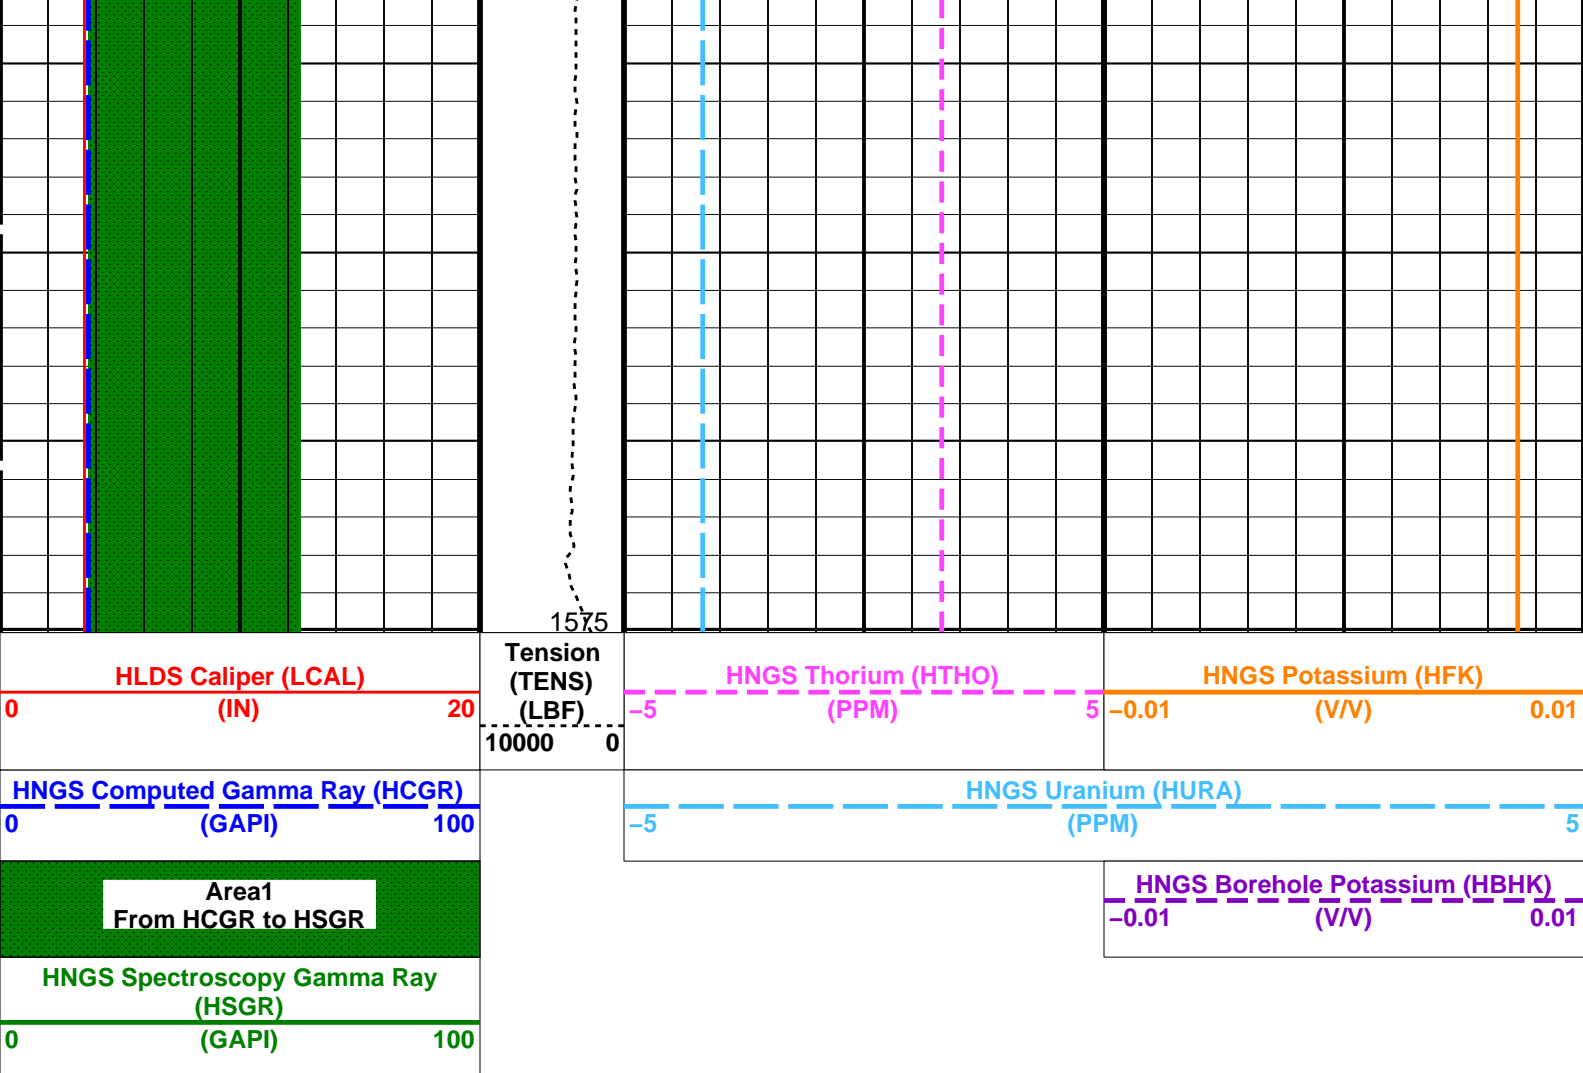 1575
HLDS Caliper (LCAL)
0 (IN) 20
Tension
(TENS)
(LBF)
10000 0
HNGS Thorium (HTHO)
−5 (PPM) 5
HNGS Potassium (HFK)
−0.01 (V/V) 0.01
HNGS Computed Gamma Ray (HCGR)
0 (GAPI) 100
HNGS Uranium (HURA)
−5 (PPM) 5
Area1
From HCGR to HSGR
HNGS Borehole Potassium (HBHK)
−0.01 (V/V) 0.01
HNGS Spectroscopy Gamma Ray
(HSGR)
0 (GAPI) 100